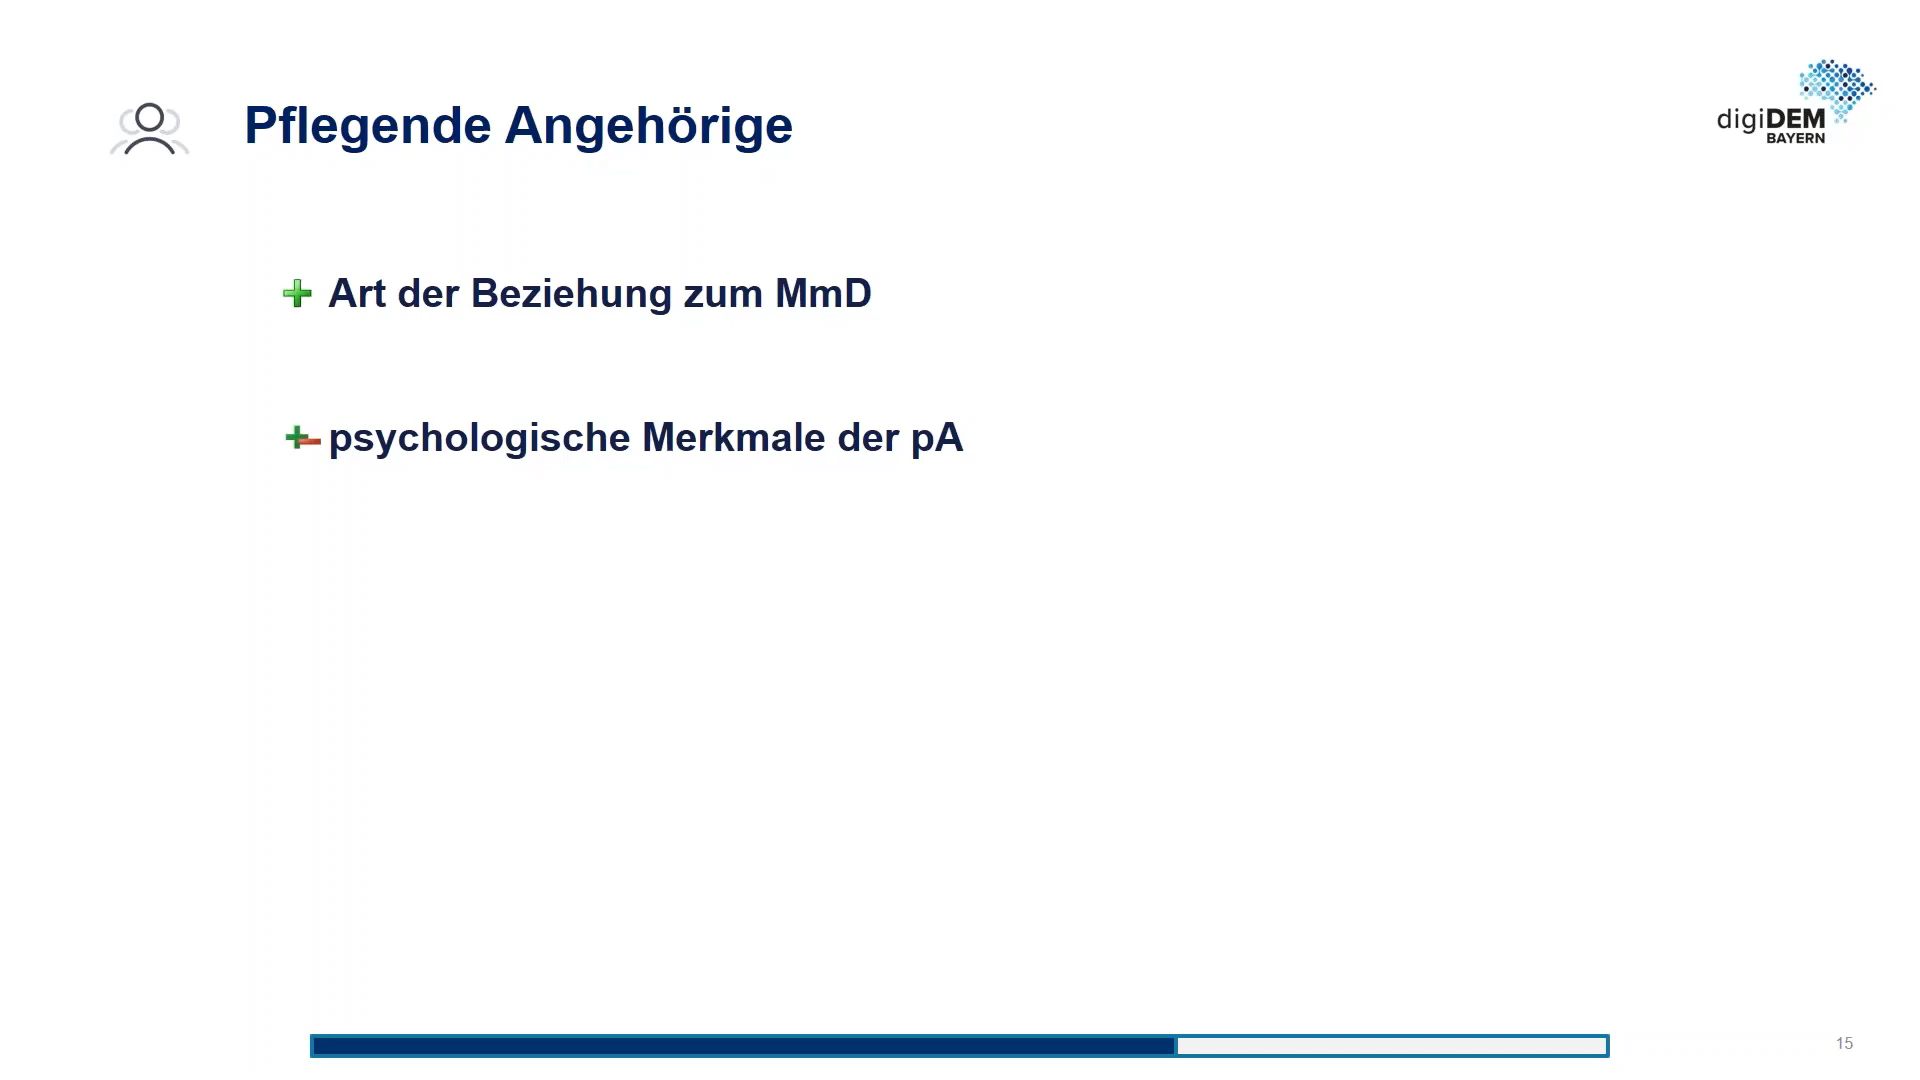 Pflegende Angehörige
digiDEM
BAYERN
Art der Beziehung zum MmD
psychologische Merkmale der pA
15